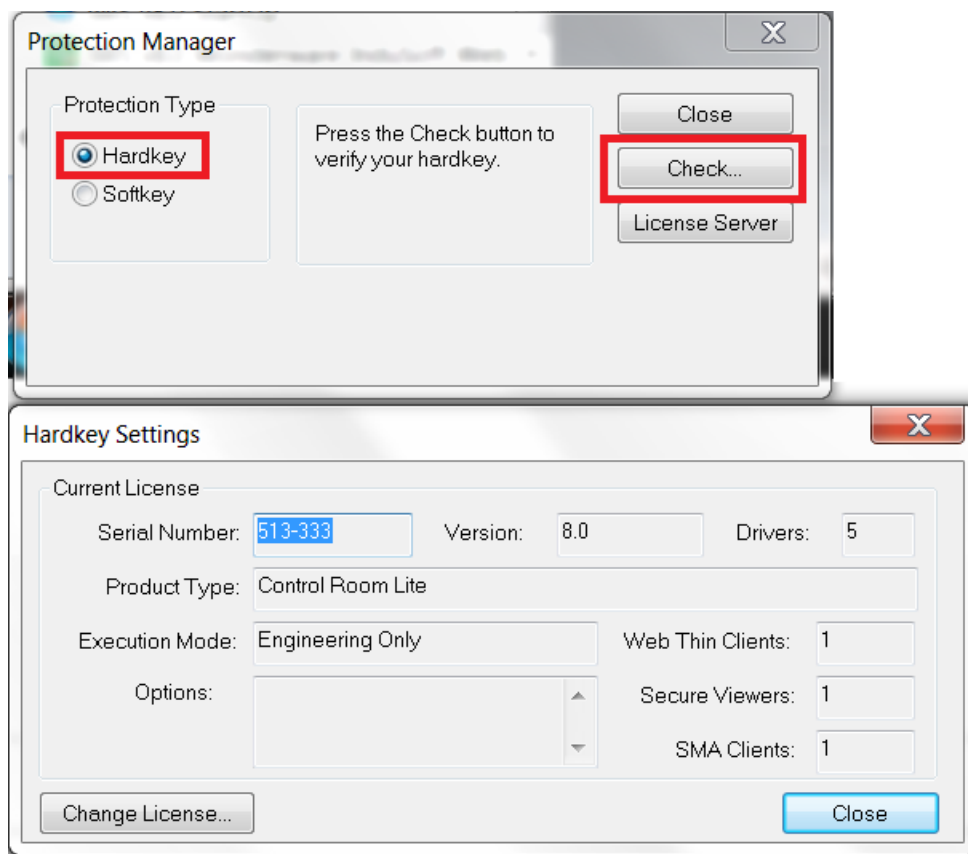 Protection Manager
Protection Type
Hardkey
Softkey
Press the Check button to
verify your hardkey.
Close
Check...
License Server
Hardkey Settings
Current License
Serial Number: 513-333 Version: 8.0 Drivers: 5
Product Type: Control Room Lite
Execution Mode: Engineering Only Web Thin Clients: 1
Options: Secure Viewers: 1
SMA Clients: 1
Change License... Close